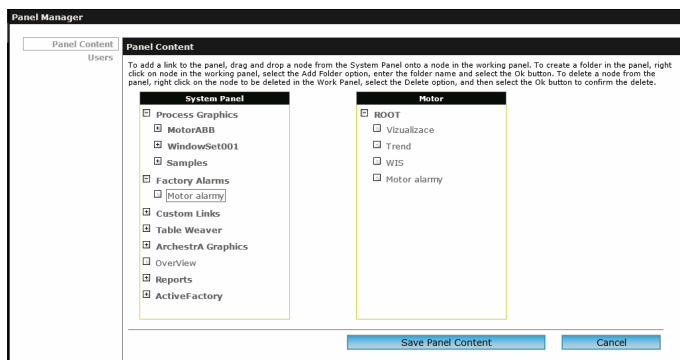 Panel Manager
Panel Content
Users
Panel Content
To add a link to the panel, drag and drop a node from the System Panel onto a node in the working panel. To create a folder in the panel, right
click on node in the working panel, select the Add Folder option, enter the folder name and select the Ok button. To delete a node from the
panel, right click on the node to be deleted in the Work Panel, select the Delete option, and then select the Ok button to confirm the delete.
System Panel
Process Graphics
MotorABB
WindowSet001
Samples
Factory Alarms
Motor alarmy
Custom Links
Table Weaver
ArchestrA Graphics
OverView
Reports
ActiveFactory
Motor
ROOT
Vizualizace
Trend
WIS
Motor alarmy
Save Panel Content
Cancel